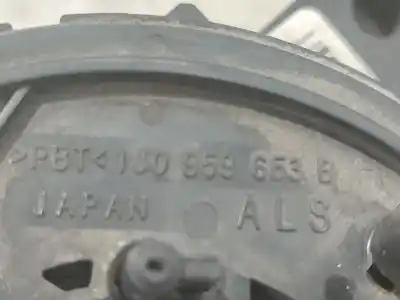 >PBT< 1J0 959 653 B
JAPAN ALS